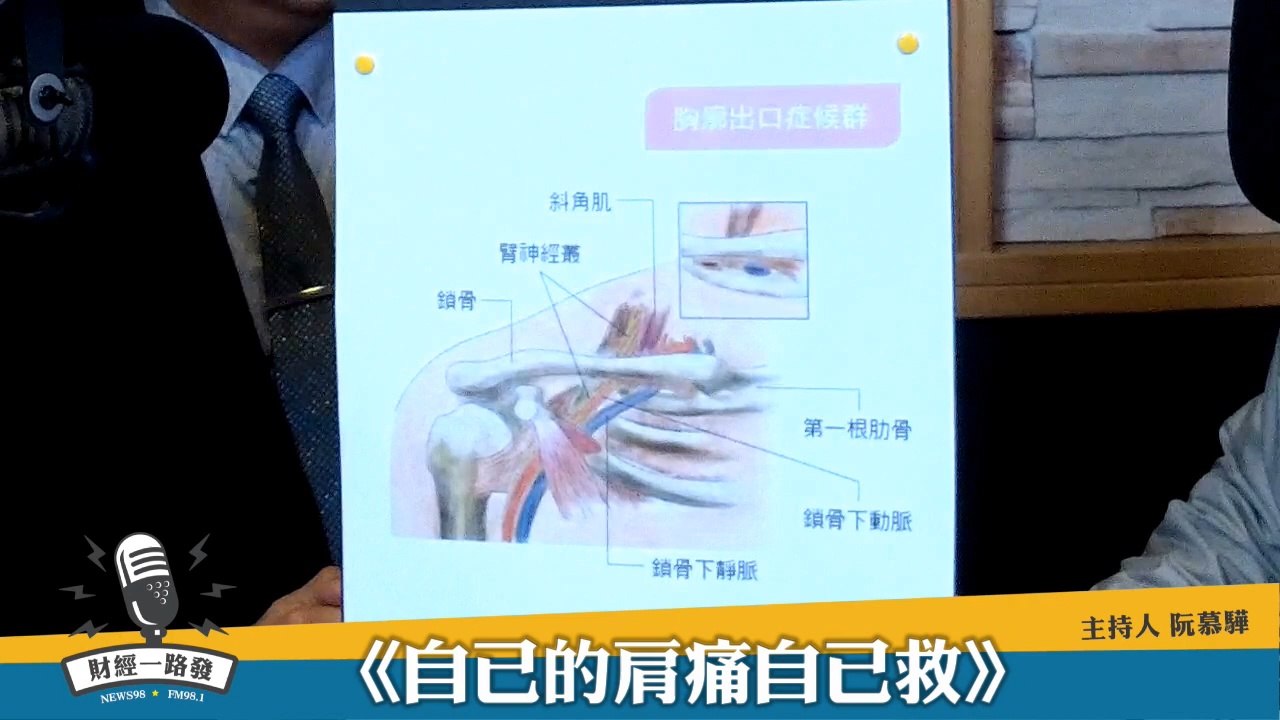 胸廓出口症候群
斜角肌
臂神經叢
鎖骨
第一根肋骨
鎖骨下動脈
鎖骨下靜脈
主持人 阮慕驊
《自己的肩痛自己救》
財經一路發
NEWS98 ★ FM98.1